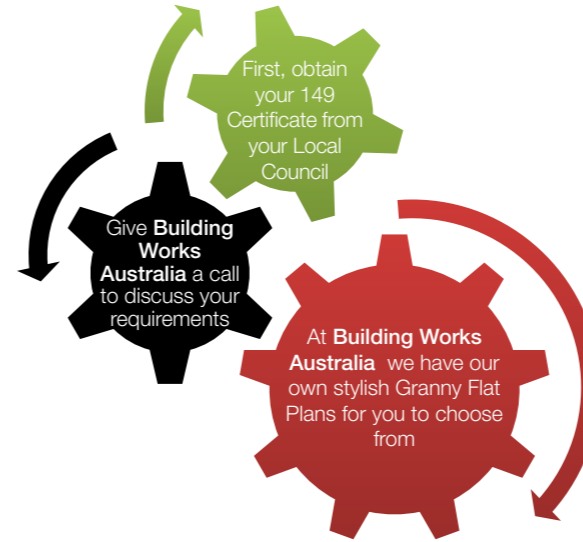 First, obtain
your 149
Certificate from
your Local
Council
Give Building
Works
Australia a call
to discuss your
requirements
At Building Works
Australia  we have our
own stylish Granny Flat
Plans for you to choose
from